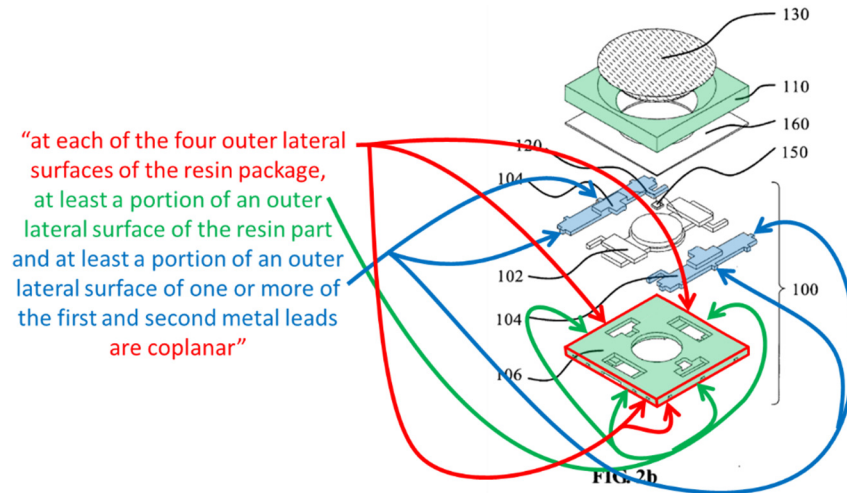 130
110
160
120
150
104
“at each of the four outer lateral
surfaces of the resin package,
at least a portion of an outer
lateral surface of the resin part
and at least a portion of an outer
lateral surface of one or more of
the first and second metal leads
are coplanar”
102
100
104
106
FIG. 2b